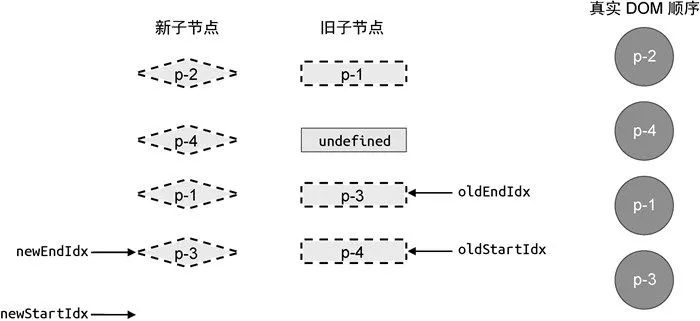 新子节点
旧子节点
真实 DOM 顺序
p-2
p-1
p-2
p-4
undefined
p-4
p-1
p-3
oldEndIdx
p-1
newEndIdx
p-3
p-4
oldStartIdx
p-3
newStartIdx